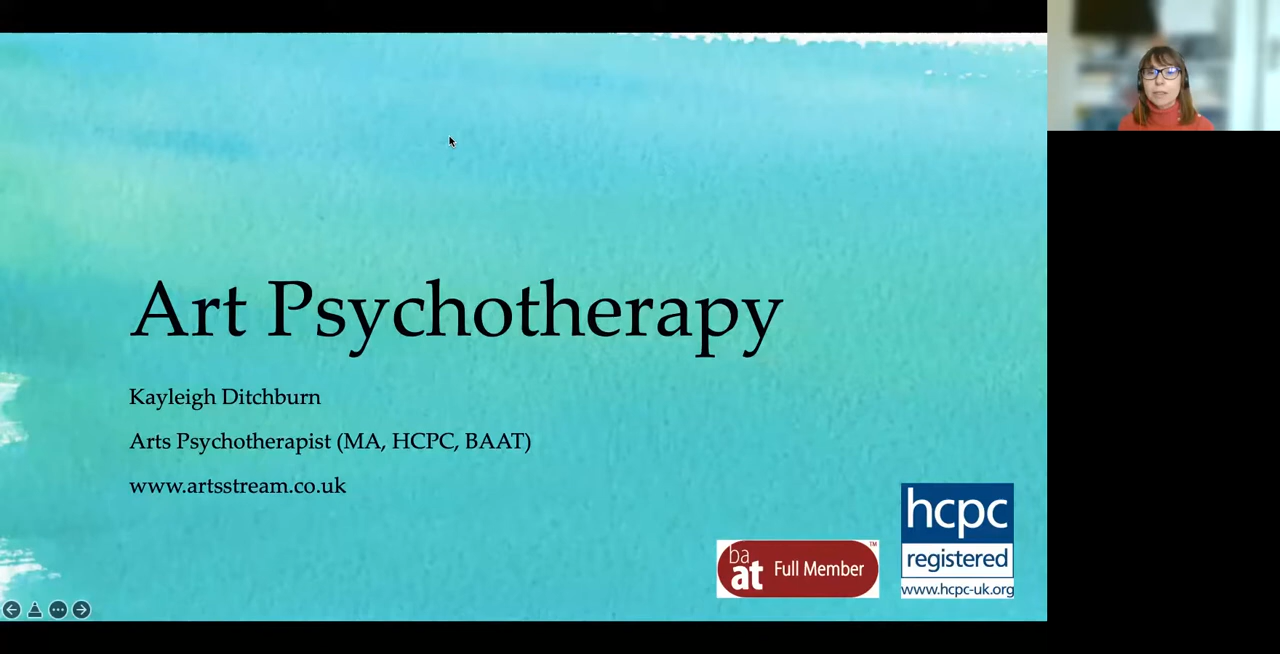 Art Psychotherapy
Kayleigh Ditchburn
Arts Psychotherapist (MA, HCPC, BAAT)
www.artsstream.co.uk
ba
at Full Member
TM
hcpc
registered
www.hcpc-uk.org